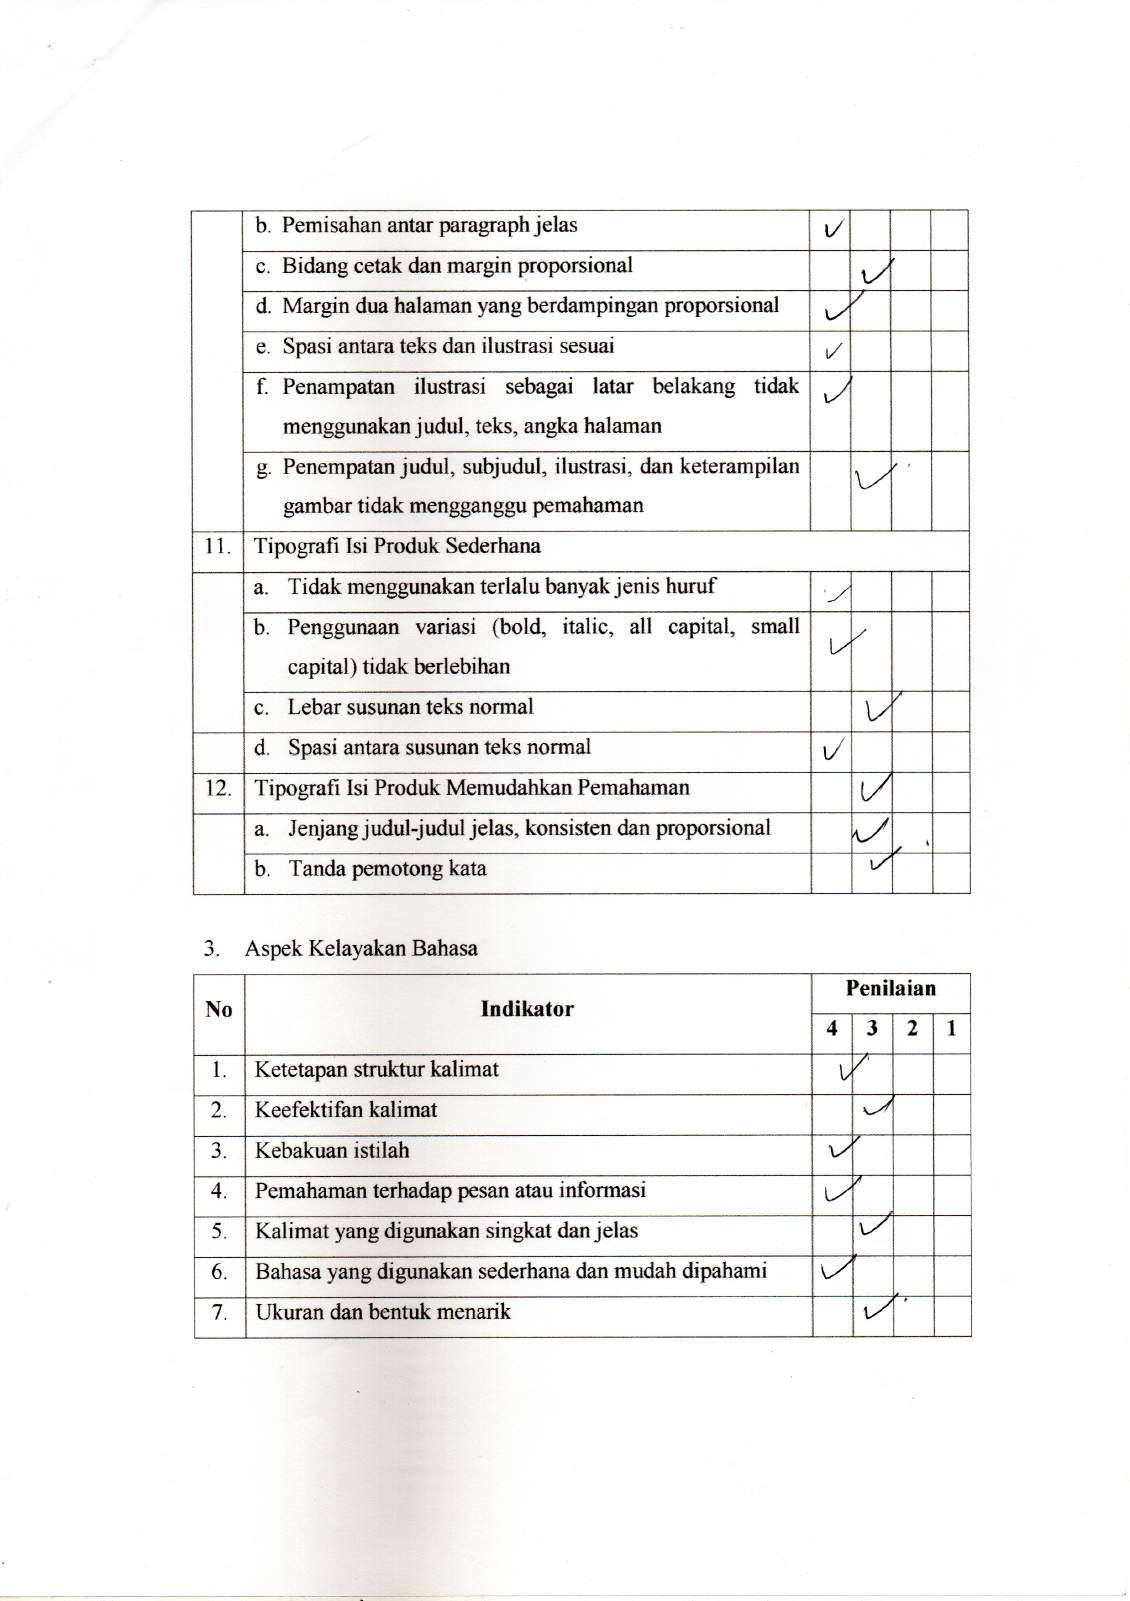 b. Pemisahan antar paragraph jelas ✓
c. Bidang cetak dan margin proporsional ✓
d. Margin dua halaman yang berdampingan proporsional ✓
e. Spasi antara teks dan ilustrasi sesuai ✓
f. Penampatan ilustrasi sebagai latar belakang tidak ✓
menggunakan judul, teks, angka halaman
g. Penempatan judul, subjudul, ilustrasi, dan keterampilan ✓
gambar tidak mengganggu pemahaman
11. Tipografi Isi Produk Sederhana
a. Tidak menggunakan terlalu banyak jenis huruf ✓
b. Penggunaan variasi (bold, italic, all capital, small ✓
capital) tidak berlebihan
c. Lebar susunan teks normal ✓
d. Spasi antara susunan teks normal ✓
12. Tipografi Isi Produk Memudahkan Pemahaman ✓
a. Jenjang judul-judul jelas, konsisten dan proporsional ✓
b. Tanda pemotong kata ✓
3. Aspek Kelayakan Bahasa
No Indikator Penilaian
4 3 2 1
1. Ketetapan struktur kalimat ✓
2. Keefektifan kalimat ✓
3. Kebakuan istilah ✓
4. Pemahaman terhadap pesan atau informasi ✓
5. Kalimat yang digunakan singkat dan jelas ✓
6. Bahasa yang digunakan sederhana dan mudah dipahami ✓
7. Ukuran dan bentuk menarik ✓